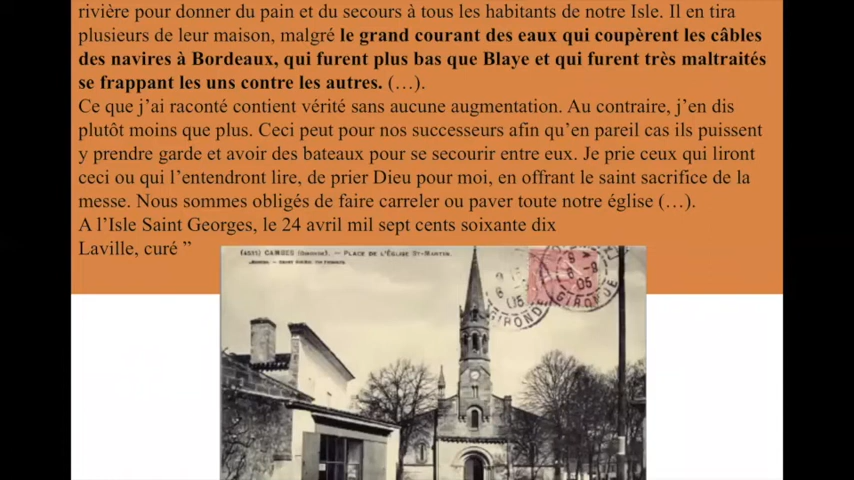 rivière pour donner du pain et du secours à tous les habitants de notre Isle. Il en tira
plusieurs de leur maison, malgré le grand courant des eaux qui coupèrent les câbles
des navires à Bordeaux, qui furent plus bas que Blaye et qui furent très maltraités
se frappant les uns contre les autres. (…).
Ce que j’ai raconté contient vérité sans aucune augmentation. Au contraire, j’en dis
plutôt moins que plus. Ceci peut pour nos successeurs afin qu’en pareil cas ils puissent
y prendre garde et avoir des bateaux pour se secourir entre eux. Je prie ceux qui liront
ceci ou qui l’entendront lire, de prier Dieu pour moi, en offrant le saint sacrifice de la
messe. Nous sommes obligés de faire carreler ou paver toute notre église (…).
A l’Isle Saint Georges, le 24 avril mil sept cents soixante dix
Laville, curé ”
CAMBES (Gironde). — PLACE DE L'ÉGLISE ST-MARTIN.
05
GIRONDE
05
GIRONDE